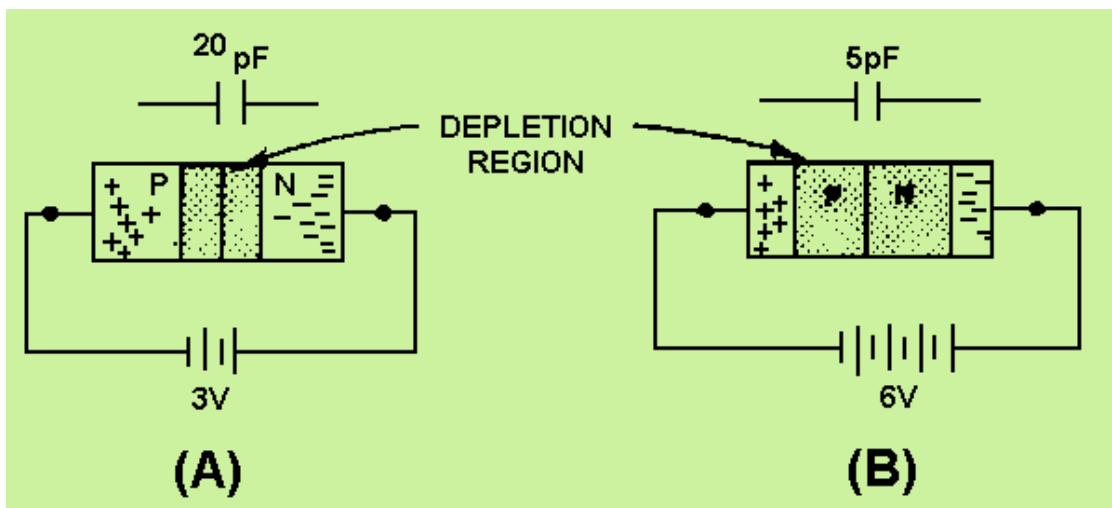 20 pF
5pF
DEPLETION
REGION
P
N
P
N
3V
6V
(A)
(B)